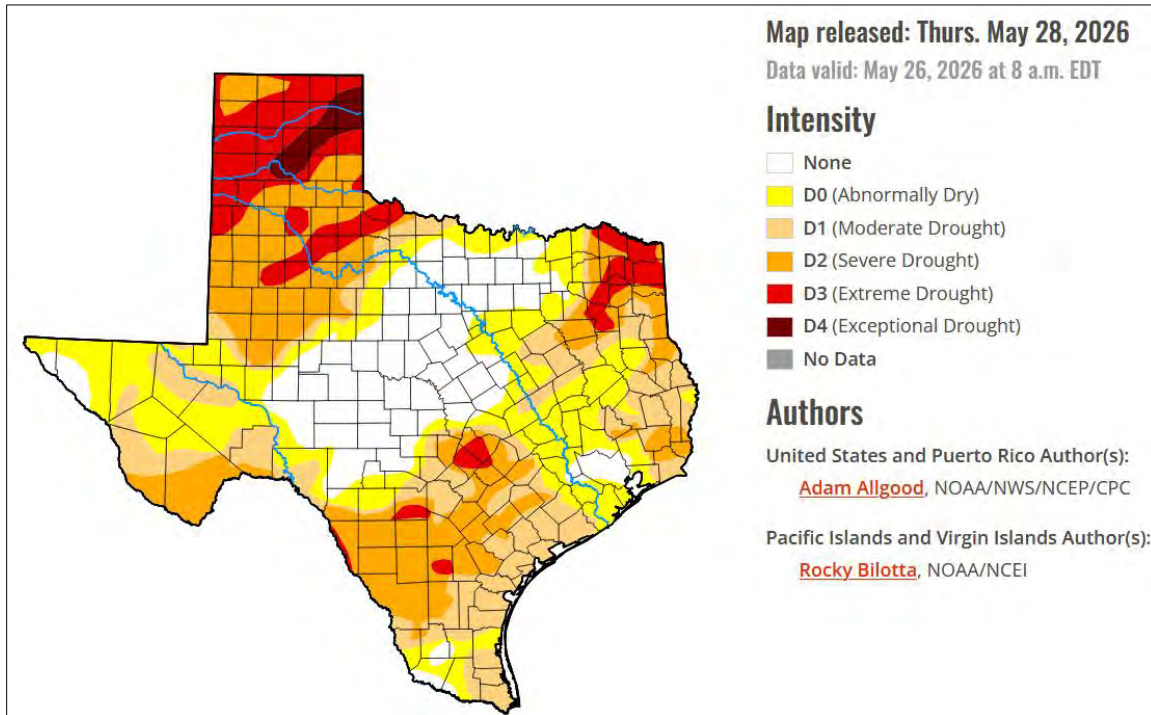 Map released: Thurs. May 28, 2026
Data valid: May 26, 2026 at 8 a.m. EDT
Intensity
None
D0 (Abnormally Dry)
D1 (Moderate Drought)
D2 (Severe Drought)
D3 (Extreme Drought)
D4 (Exceptional Drought)
No Data
Authors
United States and Puerto Rico Author(s):
Adam Allgood, NOAA/NWS/NCEP/CPC
Pacific Islands and Virgin Islands Author(s):
Rocky Bilotta, NOAA/NCEI